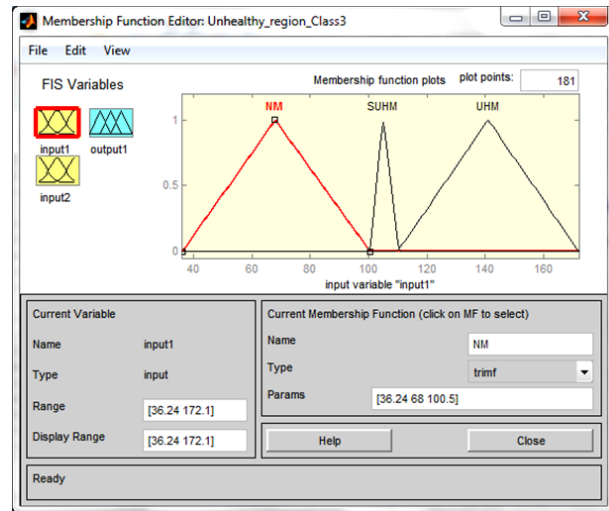 Membership Function Editor: Unhealthy_region_Class3
File Edit View
FIS Variables
Membership function plots plot points: 181
input1 output1
input2
NM SUHM UHM
1
0.5
0
40 60 80 100 120 140 160
input variable "input1"
Current Variable
Name input1
Type input
Range [36.24 172.1]
Display Range [36.24 172.1]
Current Membership Function (click on MF to select)
Name NM
Type trimf
Params [36.24 68 100.5]
Help Close
Ready